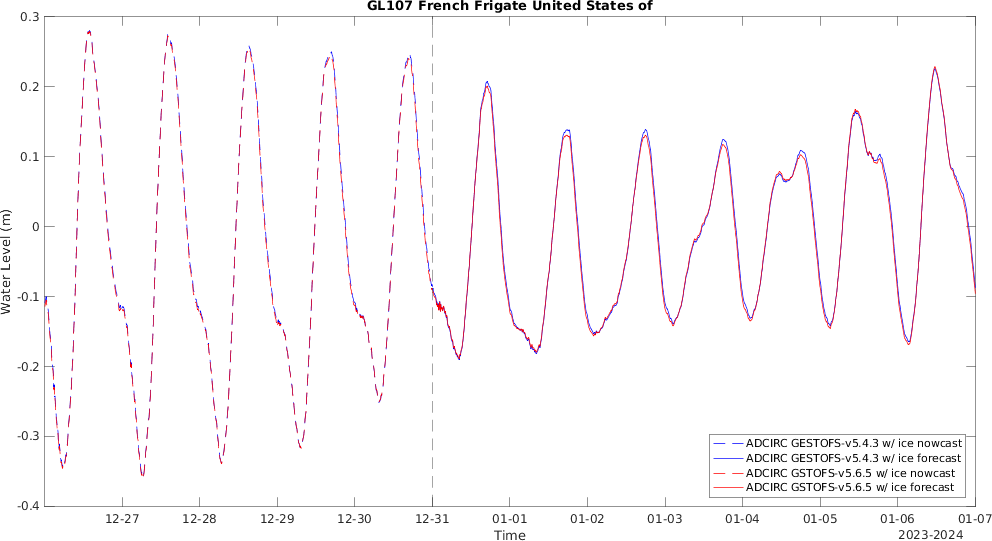 GL107 French Frigate United States of
0.3
0.2
0.1
0
-0.1
-0.2
-0.3
-0.4
Water Level (m)
12-27 12-28 12-29 12-30 12-31 01-01 01-02 01-03 01-04 01-05 01-06 01-07
Time
2023-2024
ADCIRC GESTOFS-v5.4.3 w/ ice nowcast
ADCIRC GESTOFS-v5.4.3 w/ ice forecast
ADCIRC GSTOFS-v5.6.5 w/ ice nowcast
ADCIRC GSTOFS-v5.6.5 w/ ice forecast